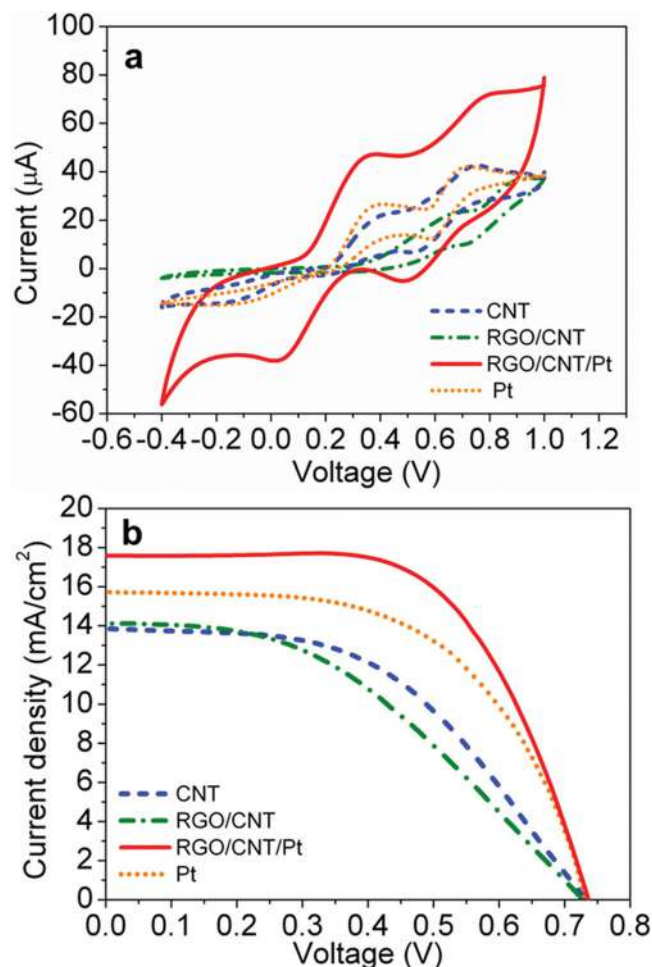 a
100
80
60
40
20
0
-20
-40
-60
Current (μA)
CNT
RGO/CNT
RGO/CNT/Pt
Pt
-0.6 -0.4 -0.2 0.0 0.2 0.4 0.6 0.8 1.0 1.2
Voltage (V)
b
20
18
16
14
12
10
8
6
4
2
0
Current density (mA/cm²)
CNT
RGO/CNT
RGO/CNT/Pt
Pt
0.0 0.1 0.2 0.3 0.4 0.5 0.6 0.7 0.8
Voltage (V)